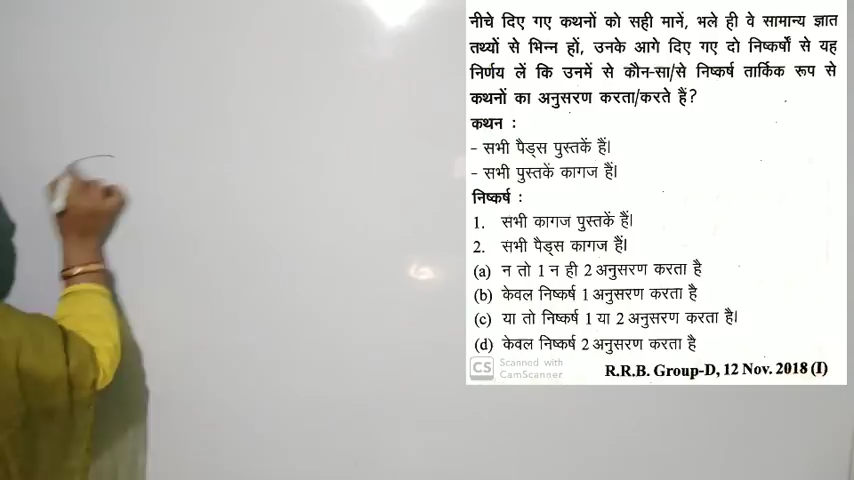 नीचे दिए गए कथनों को सही मानें, भले ही वे सामान्य ज्ञात
तथ्यों से भिन्न हों, उनके आगे दिए गए दो निष्कर्षों से यह
निर्णय लें कि उनमें से कौन-सा/से निष्कर्ष तार्किक रूप से
कथनों का अनुसरण करता/करते हैं?
कथन :
- सभी पैड्स पुस्तकें हैं।
- सभी पुस्तकें कागज हैं।
निष्कर्ष :
1. सभी कागज पुस्तकें हैं।
2. सभी पैड्स कागज हैं।
(a) न तो 1 न ही 2 अनुसरण करता है
(b) केवल निष्कर्ष 1 अनुसरण करता है
(c) या तो निष्कर्ष 1 या 2 अनुसरण करता है।
(d) केवल निष्कर्ष 2 अनुसरण करता है
CS Scanned with
CamScanner
R.R.B. Group-D, 12 Nov. 2018 (I)